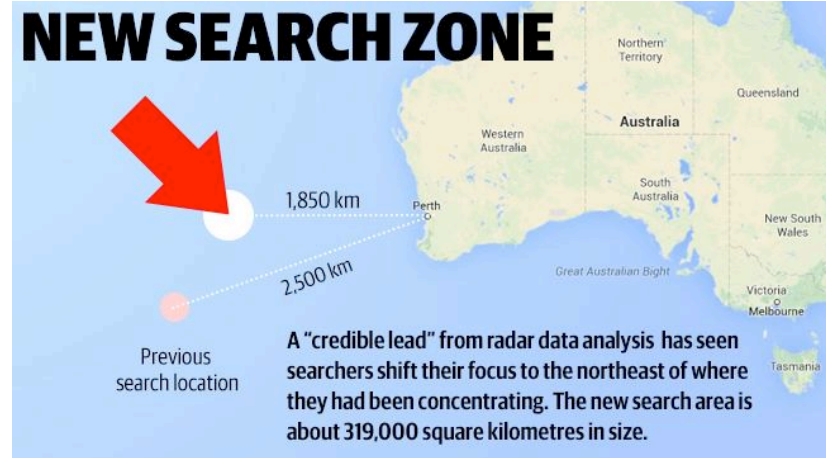 NEW SEARCH ZONE
Northern
Territory
Queensland
Australia
Western
Australia
1,850 km
Perth
South
Australia
New South
Wales
2,500 km
Great Australian Bight
Victoria
Melbourne
Previous
search location
Tasmania
A “credible lead” from radar data analysis has seen
searchers shift their focus to the northeast of where
they had been concentrating. The new search area is
about 319,000 square kilometres in size.